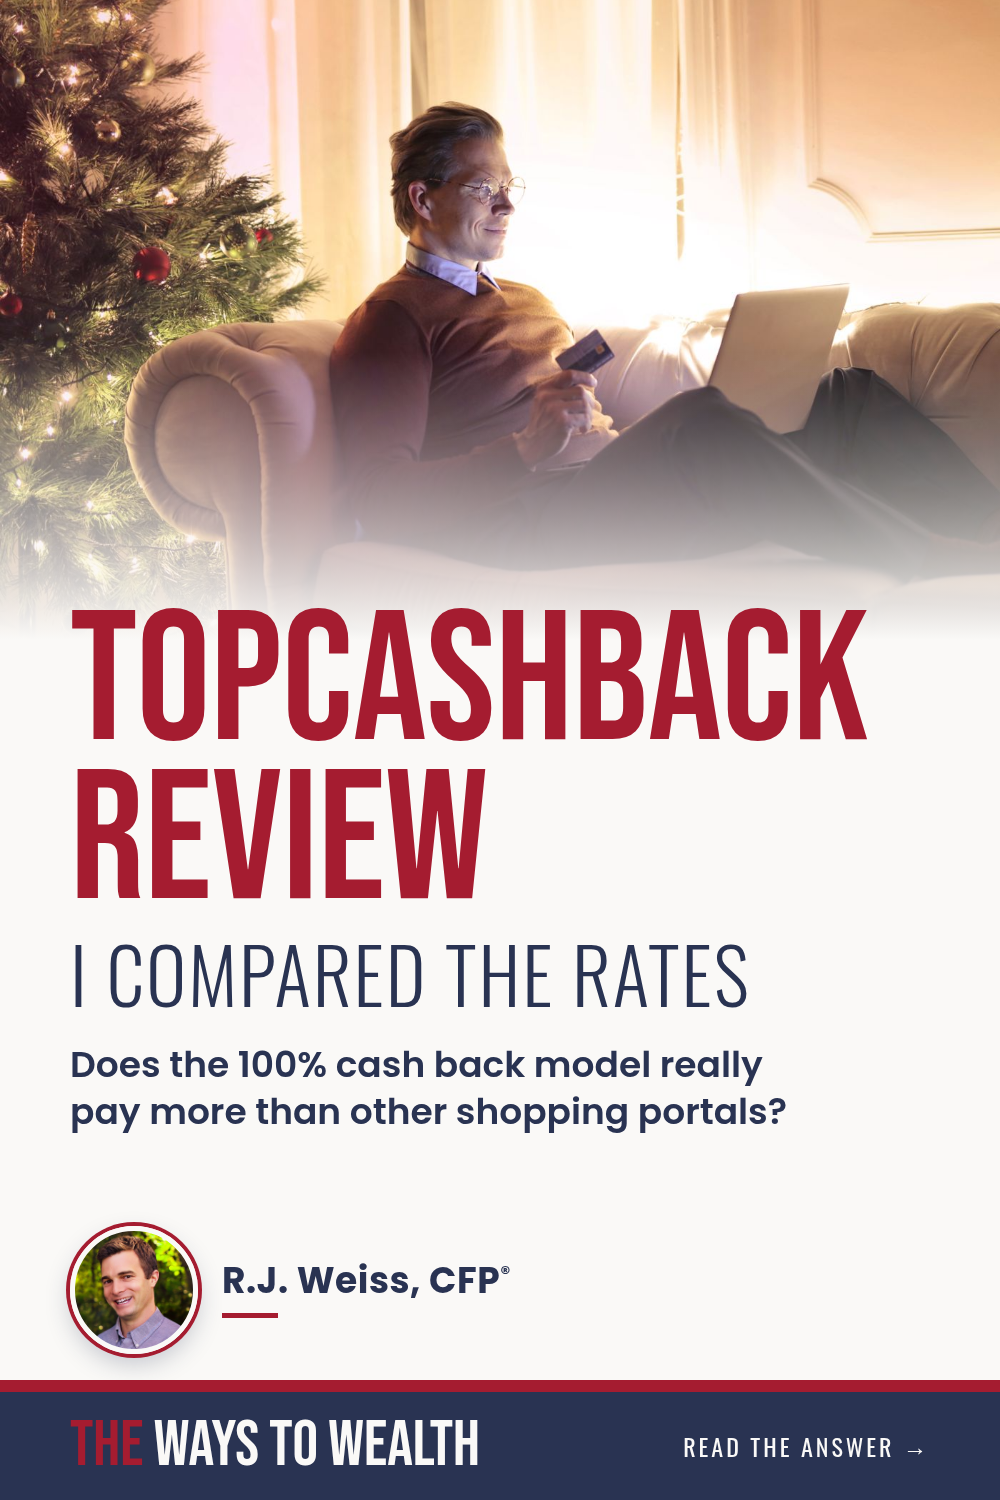 TOPCASHBACK
REVIEW
I COMPARED THE RATES
Does the 100% cash back model really
pay more than other shopping portals?
R.J. Weiss, CFP®
THE WAYS TO WEALTH
READ THE ANSWER →